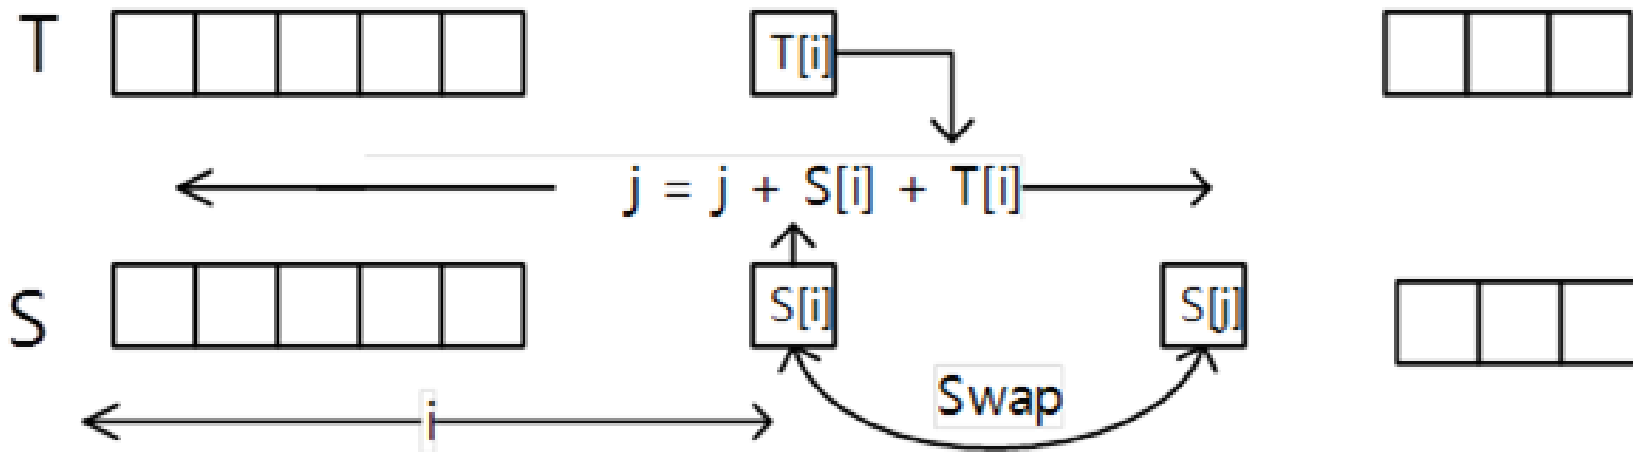 T
T[i]
j = j + S[i] + T[i]
S
S[i]
S[j]
Swap
i